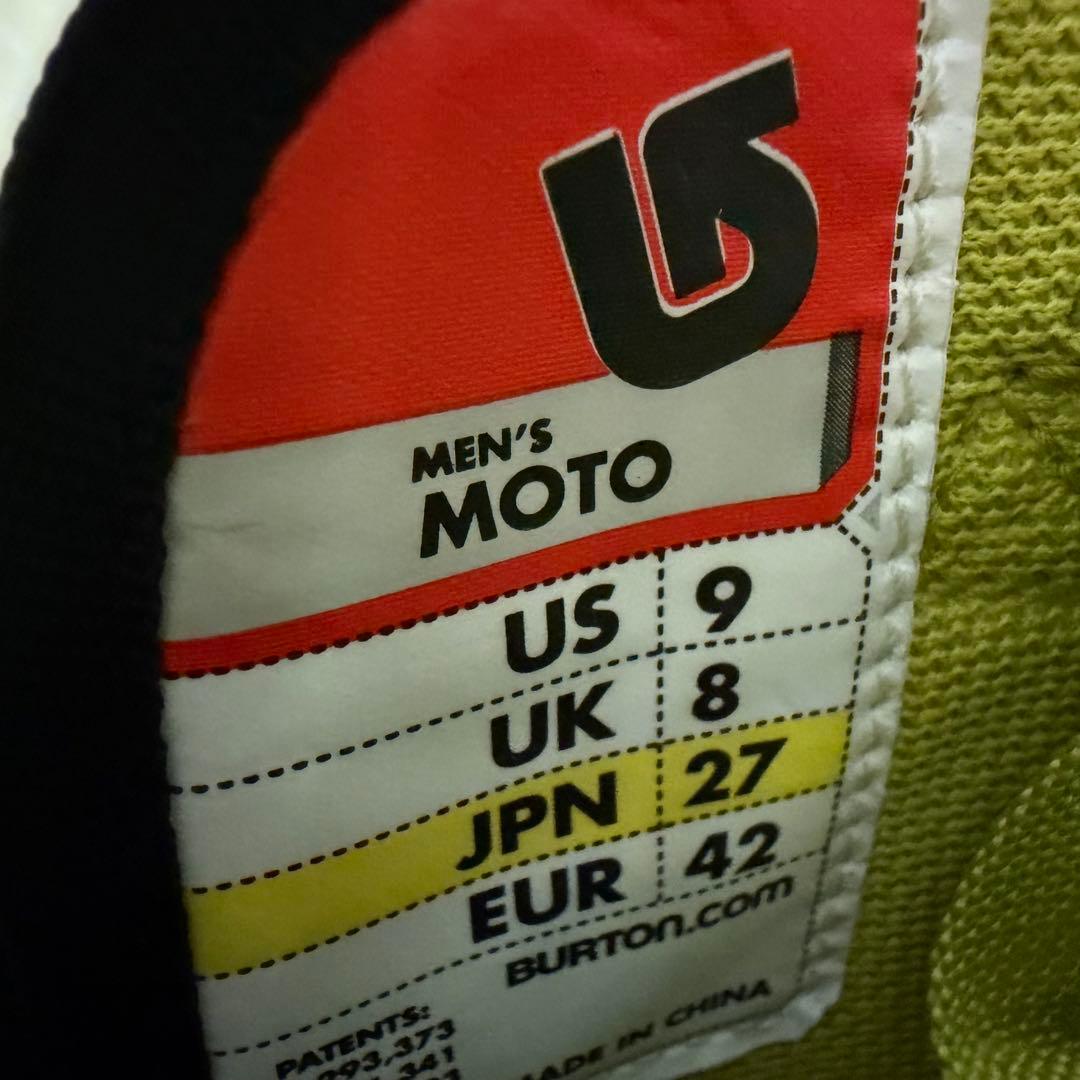 MEN'S
MOTO
US 9
UK 8
JPN 27
EUR 42
BURTON.COM
PATENTS:
MADE IN CHINA